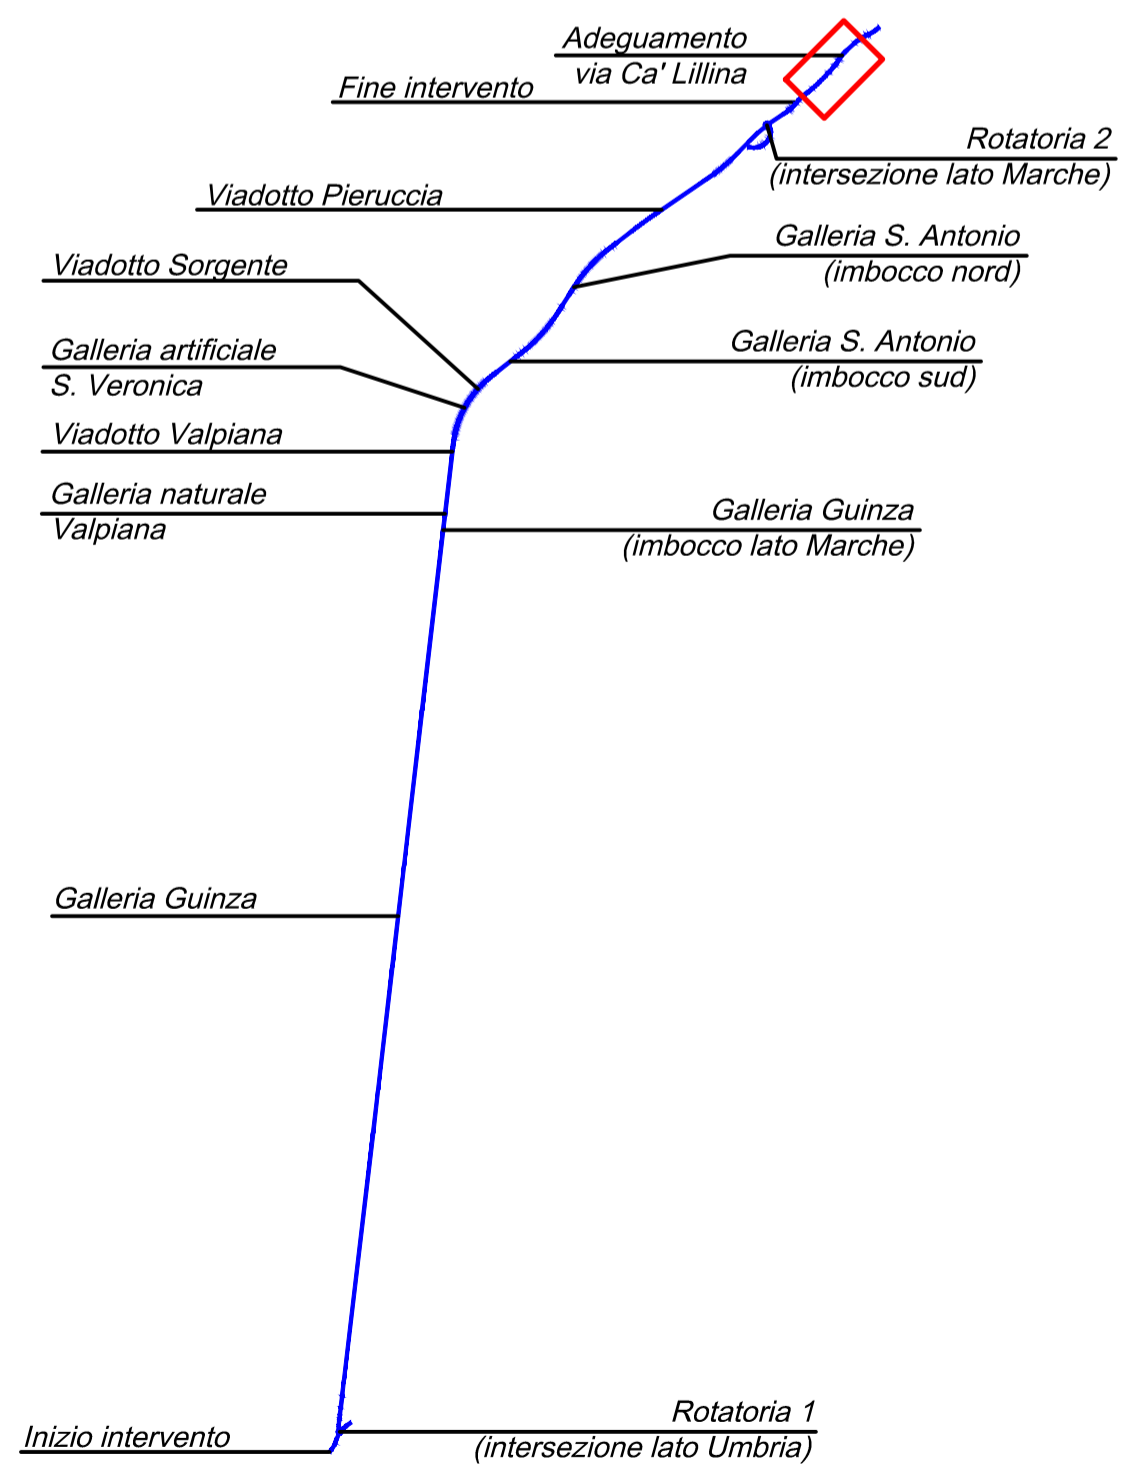 Adeguamento
via Ca' Lillina
Fine intervento
Rotatoria 2
(intersezione lato Marche)
Viadotto Pieruccia
Galleria S. Antonio
(imbocco nord)
Viadotto Sorgente
Galleria S. Antonio
(imbocco sud)
Galleria artificiale
S. Veronica
Viadotto Valpiana
Galleria naturale
Valpiana
Galleria Guinza
(imbocco lato Marche)
Galleria Guinza
Rotatoria 1
(intersezione lato Umbria)
Inizio intervento